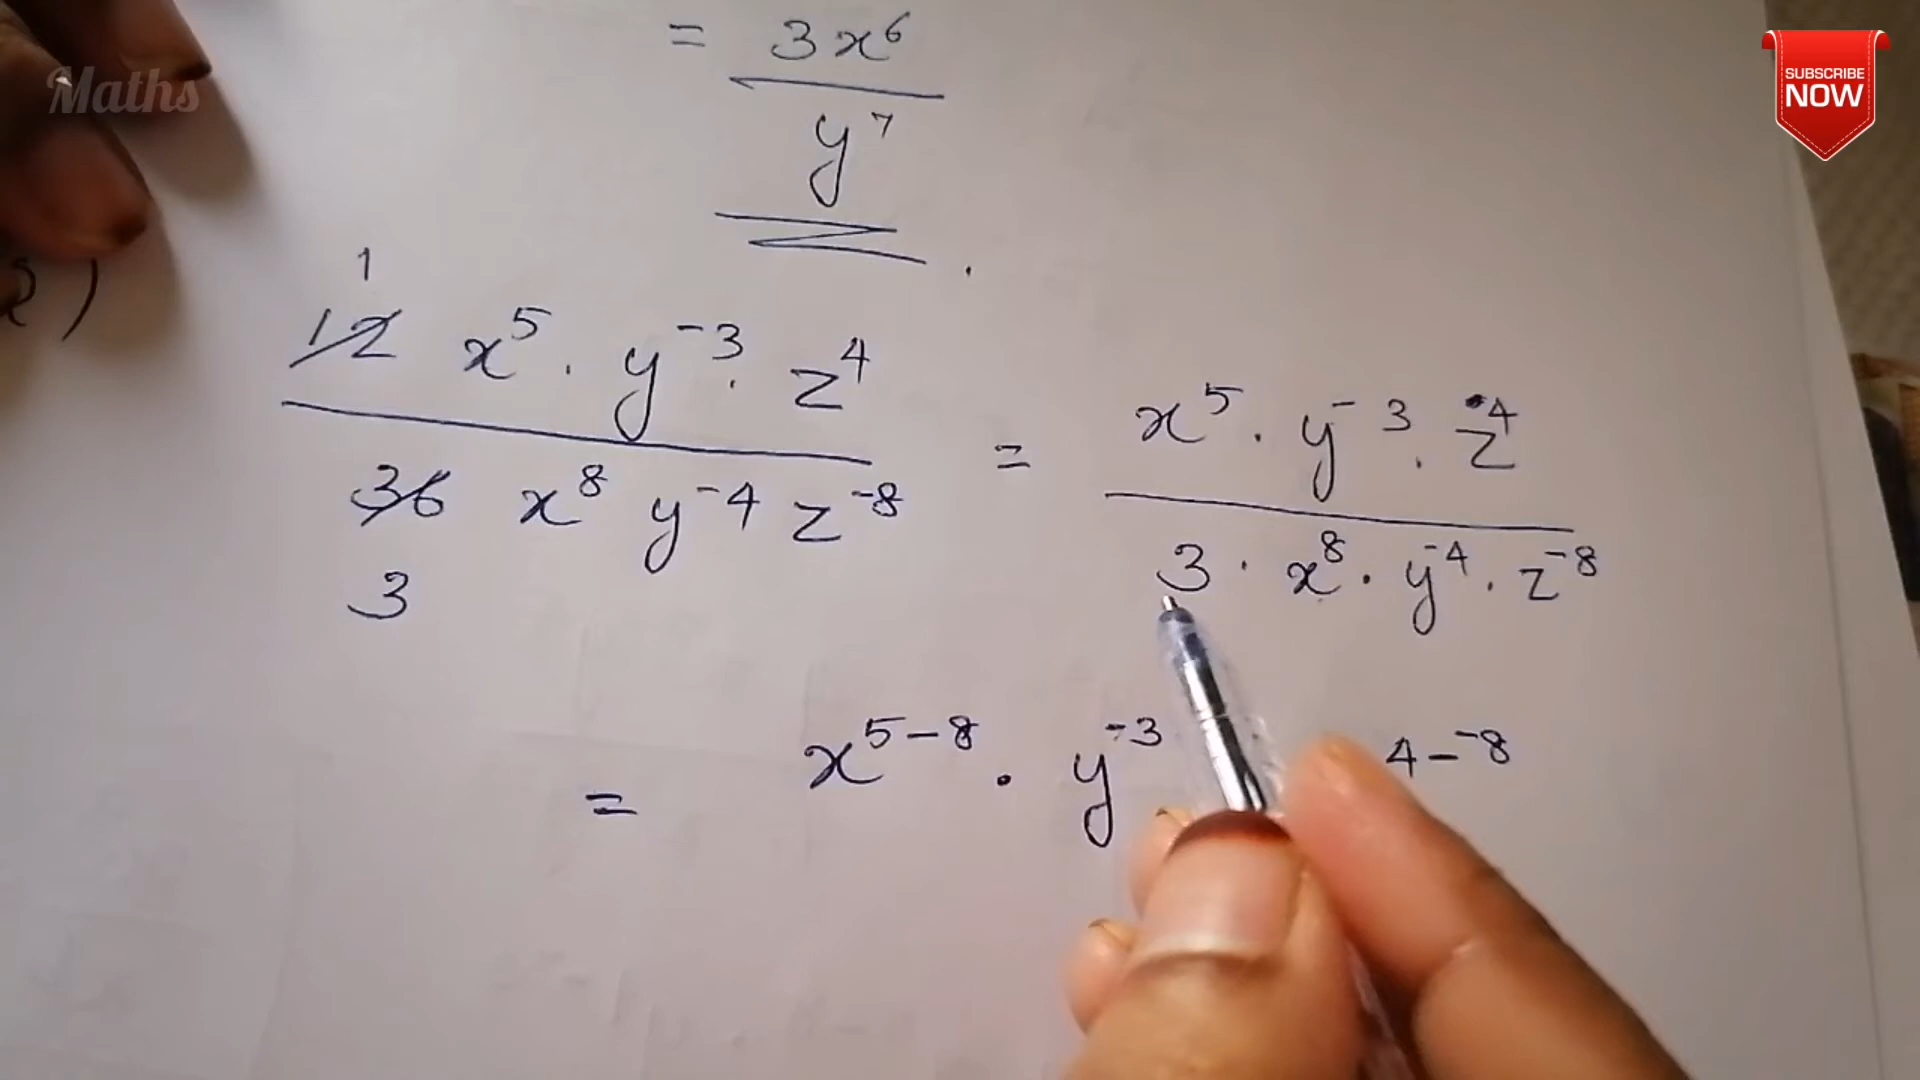 Maths
SUBSCRIBE
NOW
= 3x⁶
y⁷
)
1
12 x⁵ · y⁻³ · z⁴
36 x⁸ y⁻⁴ z⁻⁸
3
= x⁵ · y⁻³ · z⁴
3 · x⁸ · y⁻⁴ · z⁻⁸
= x⁵⁻⁸ · y⁻³ 4-⁻8